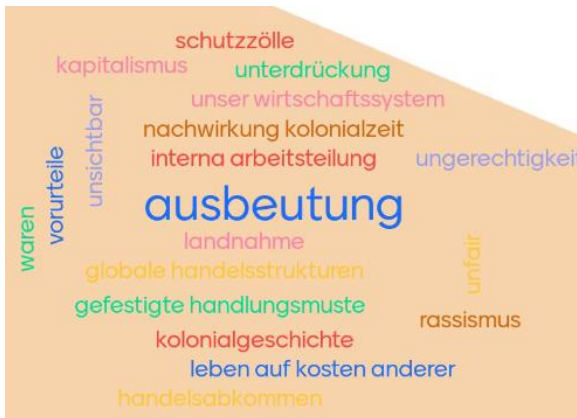 schutzzölle
kapitalismus
unterdrückung
unser wirtschaftssystem
unsichtbar
nachwirkung kolonialzeit
vorurteile
interna arbeitsteilung
ungerechtigkeit
ausbeutung
waren
landnahme
unfair
globale handelsstrukturen
gefestigte handlungsmuste
rassismus
kolonialgeschichte
leben auf kosten anderer
handelsabkommen